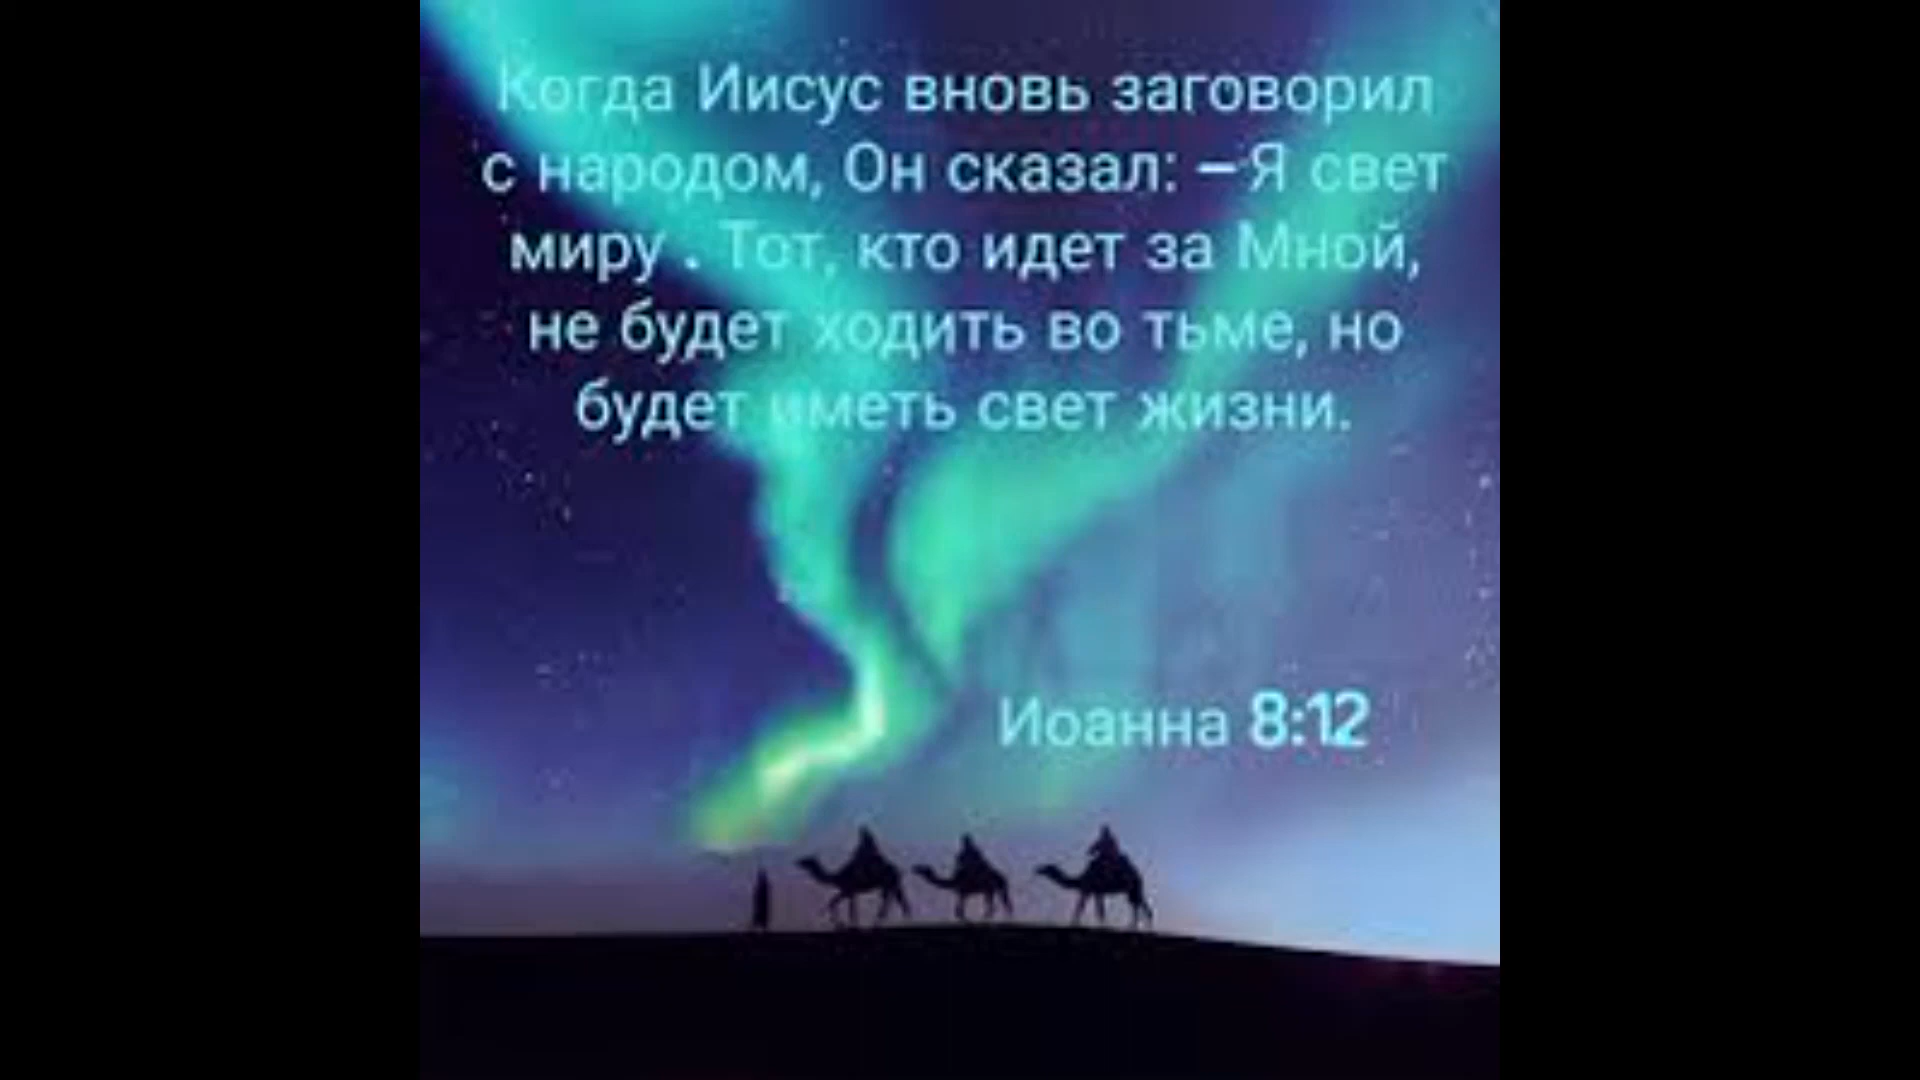 Когда Иисус вновь заговорил
с народом, Он сказал: – Я свет
миру . Тот, кто идет за Мной,
не будет ходить во тьме, но
будет иметь свет жизни.
Иоанна 8:12